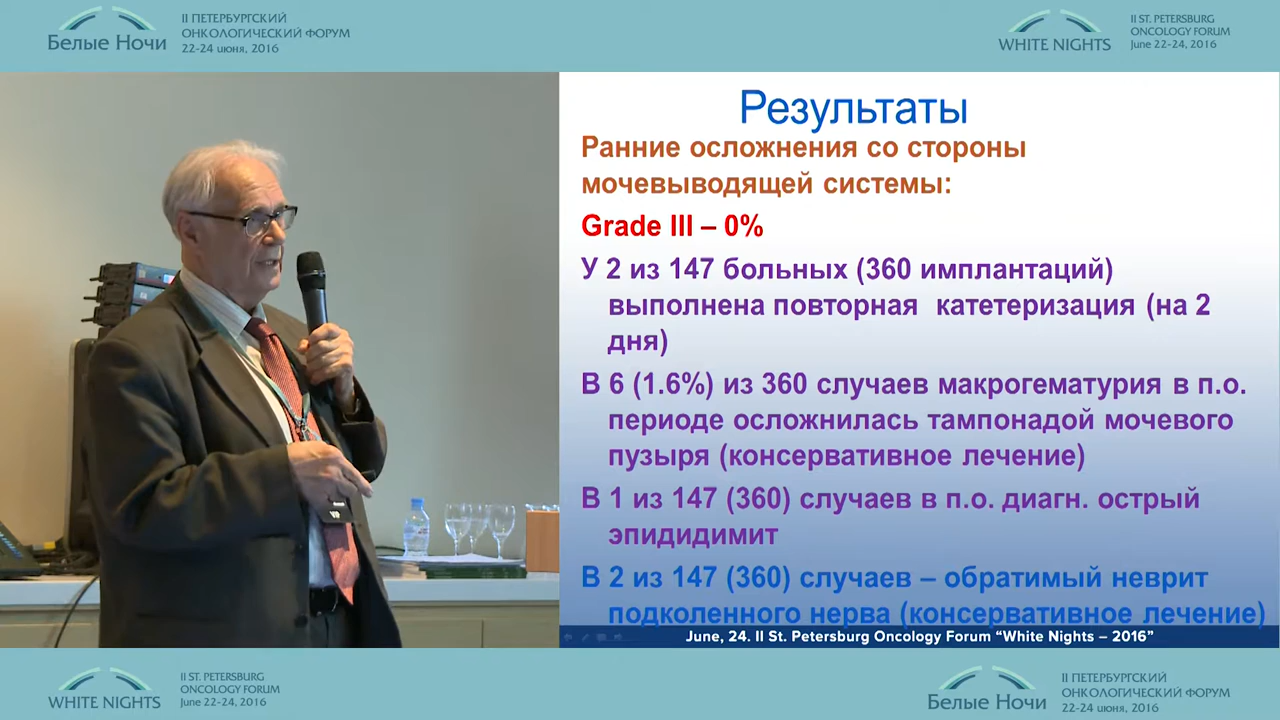 II ПЕТЕРБУРГСКИЙ
ОНКОЛОГИЧЕСКИЙ ФОРУМ
22-24 июня, 2016
Белые Ночи
II ST. PETERSBURG
ONCOLOGY FORUM
June 22-24, 2016
WHITE NIGHTS
Результаты
Ранние осложнения со стороны
мочевыводящей системы:
Grade III – 0%
У 2 из 147 больных (360 имплантаций)
выполнена повторная катетеризация (на 2
дня)
В 6 (1.6%) из 360 случаев макрогематурия в п.о.
периоде осложнилась тампонадой мочевого
пузыря (консервативное лечение)
В 1 из 147 (360) случаев в п.о. диагн. острый
эпидидимит
В 2 из 147 (360) случаев – обратимый неврит
подколенного нерва (консервативное лечение)
June, 24. II St. Petersburg Oncology Forum “White Nights – 2016”
II ST. PETERSBURG
ONCOLOGY FORUM
June 22-24, 2016
WHITE NIGHTS
II ПЕТЕРБУРГСКИЙ
ОНКОЛОГИЧЕСКИЙ ФОРУМ
22-24 июня, 2016
Белые Ночи